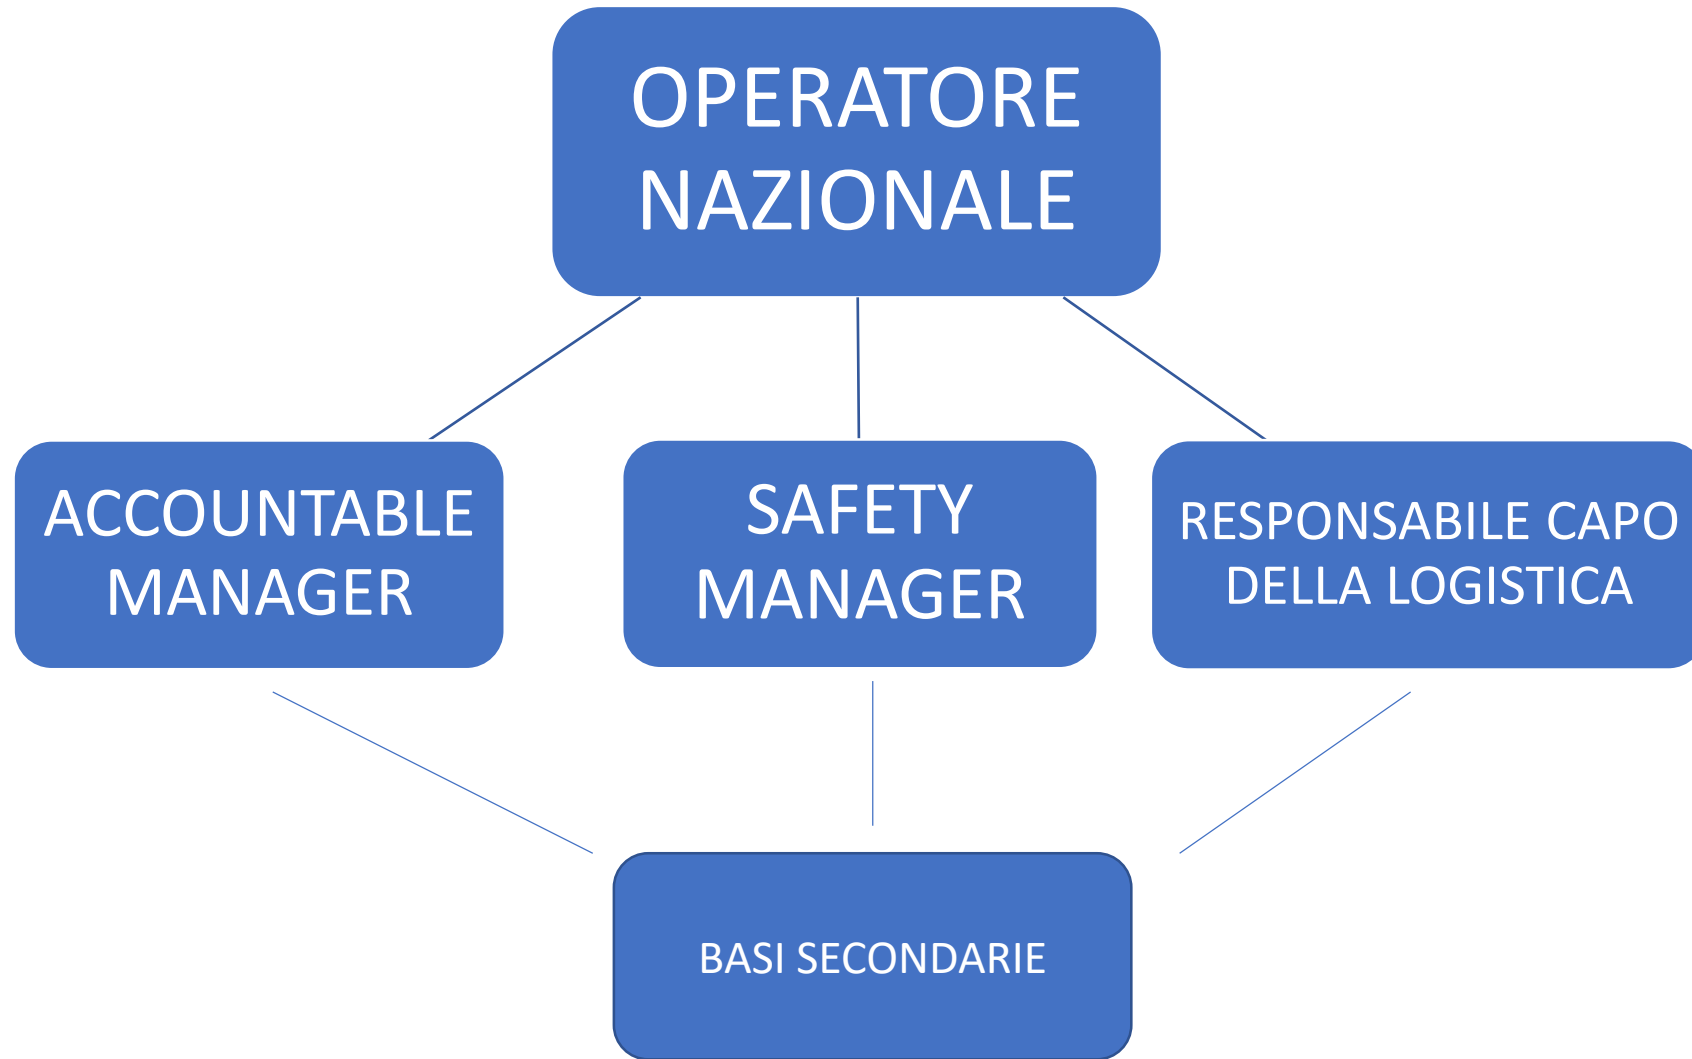 OPERATORE
NAZIONALE
ACCOUNTABLE
MANAGER
SAFETY
MANAGER
RESPONSABILE CAPO
DELLA LOGISTICA
BASI SECONDARIE